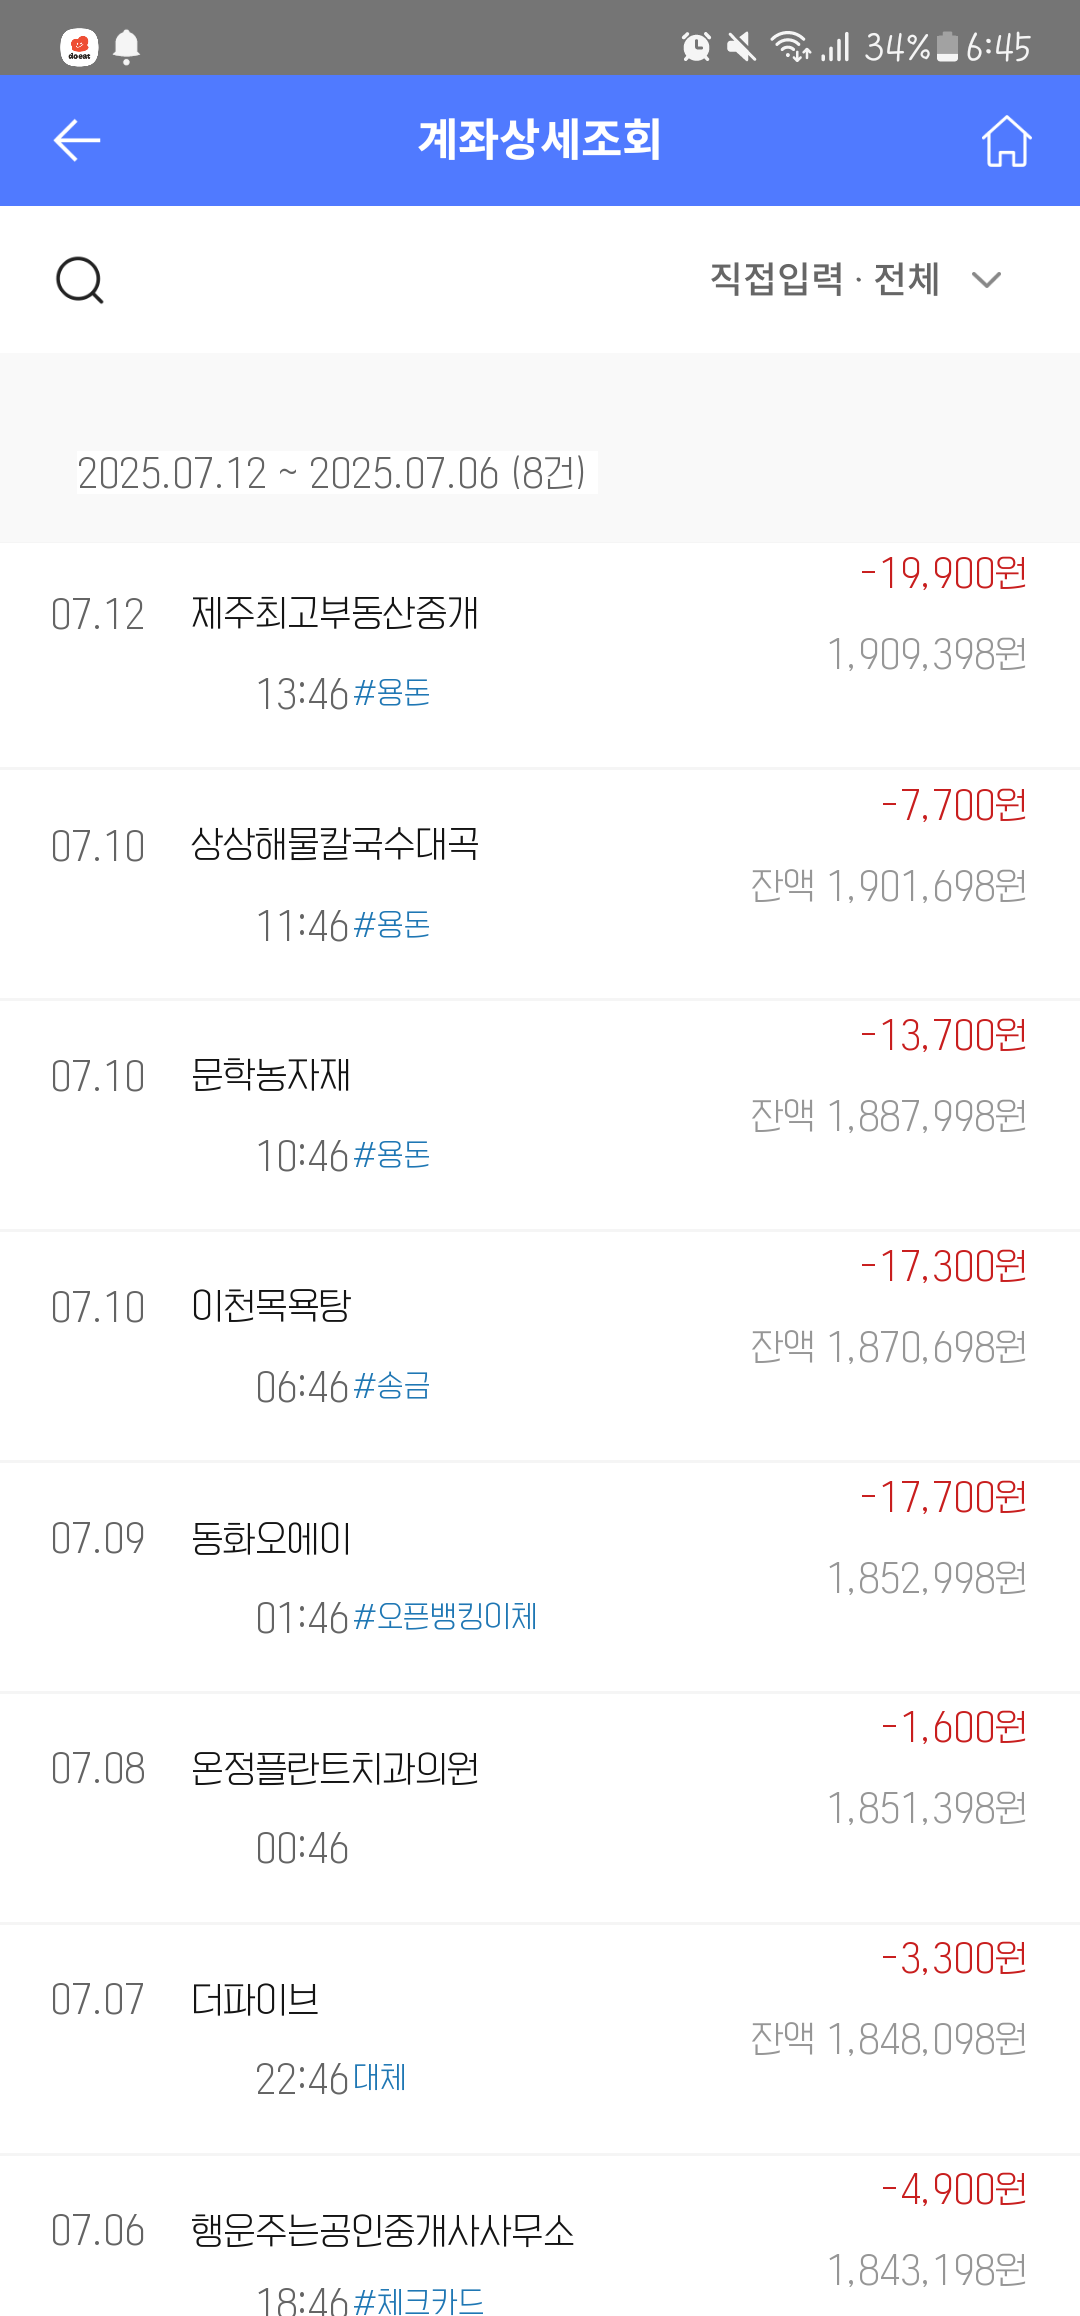 doeat
34% 6:45
계좌상세조회
직접입력 · 전체
2025.07.12 ~ 2025.07.06 (8건)
-19,900원
07.12 제주최고부동산중개
1,909,398원
13:46 #용돈
-7,700원
07.10 상상해물칼국수대곡
잔액 1,901,698원
11:46 #용돈
-13,700원
07.10 문학농자재
잔액 1,887,998원
10:46 #용돈
-17,300원
07.10 이천목욕탕
잔액 1,870,698원
06:46 #송금
-17,700원
07.09 동화오에이
1,852,998원
01:46 #오픈뱅킹이체
-1,600원
07.08 온정플란트치과의원
1,851,398원
00:46
-3,300원
07.07 더파이브
잔액 1,848,098원
22:46 대체
-4,900원
07.06 행운주는공인중개사사무소
1,843,198원
18:46 #체크카드